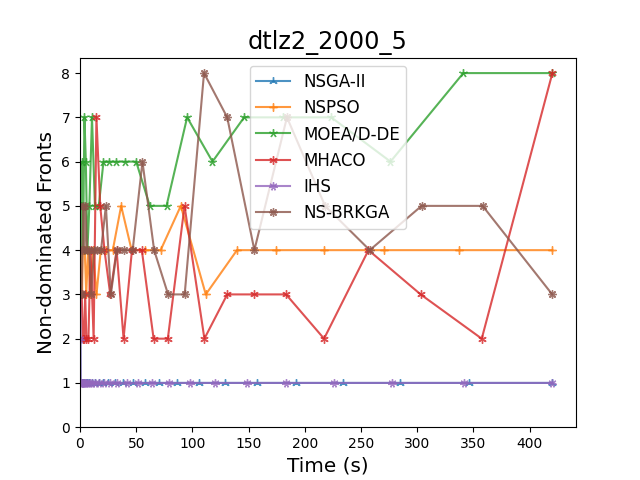 dtlz2_2000_5
Non-dominated Fronts
8
7
6
5
4
3
2
1
0
NSGA-II
NSPSO
MOEA/D-DE
MHACO
IHS
NS-BRKGA
0 50 100 150 200 250 300 350 400
Time (s)